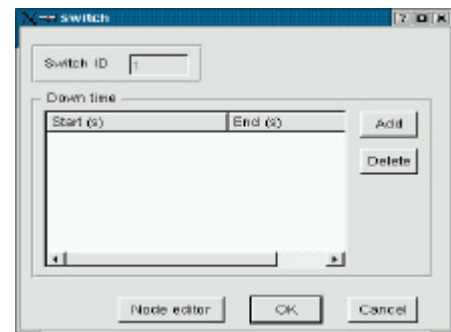 switch
Switch ID 1
Down time
Start (s) End (s)
Add
Delete
Node editor OK Cancel